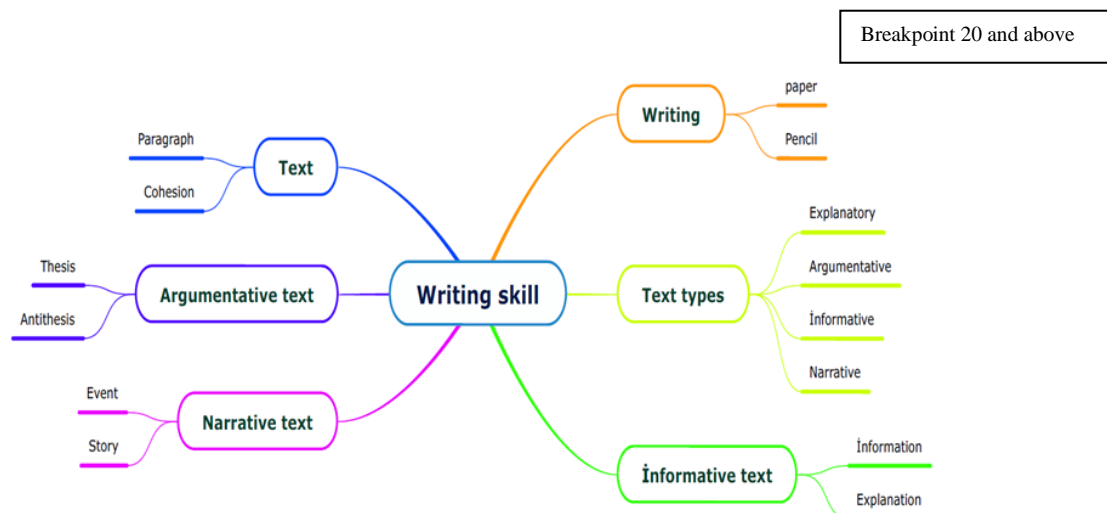 Breakpoint 20 and above
Writing skill
Writing
paper
Pencil
Text types
Explanatory
Argumentative
İnformative
Narrative
İnformative text
İnformation
Explanation
Text
Paragraph
Cohesion
Argumentative text
Thesis
Antithesis
Narrative text
Event
Story